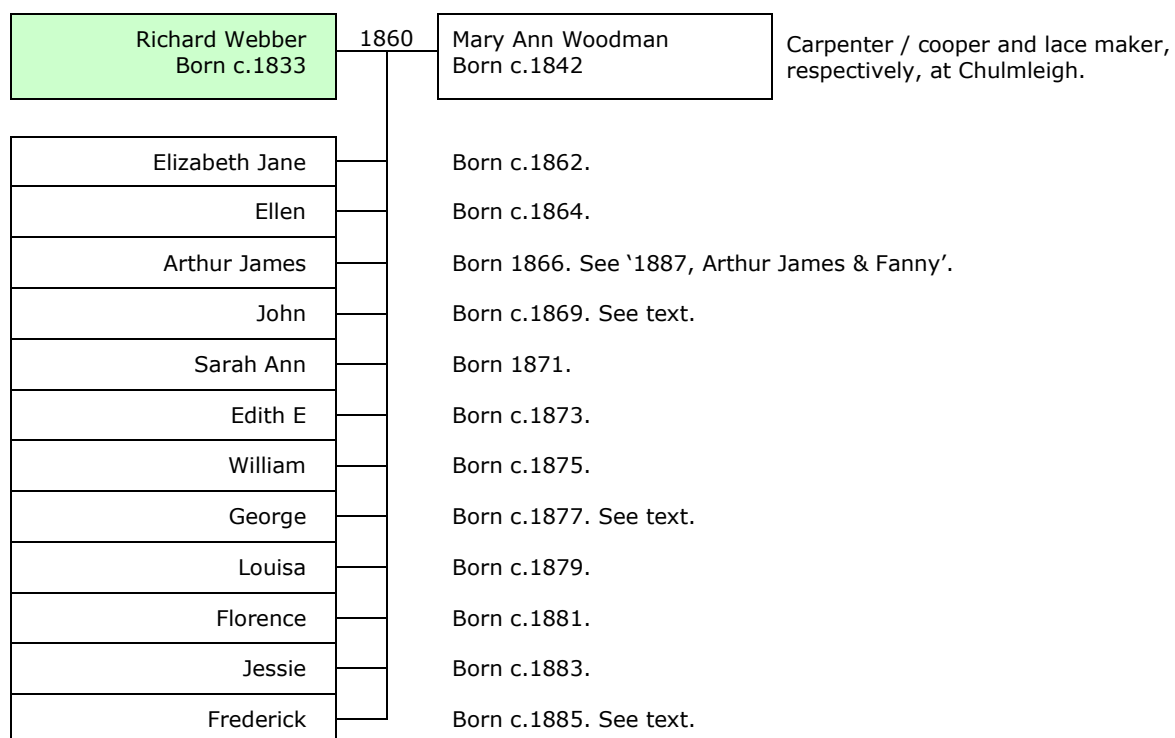 Richard Webber 1860 Mary Ann Woodman Carpenter / cooper and lace maker,
Born c.1833 Born c.1842 respectively, at Chulmleigh.
Elizabeth Jane Born c.1862.
Ellen Born c.1864.
Arthur James Born 1866. See ‘1887, Arthur James & Fanny’.
John Born c.1869. See text.
Sarah Ann Born 1871.
Edith E Born c.1873.
William Born c.1875.
George Born c.1877. See text.
Louisa Born c.1879.
Florence Born c.1881.
Jessie Born c.1883.
Frederick Born c.1885. See text.